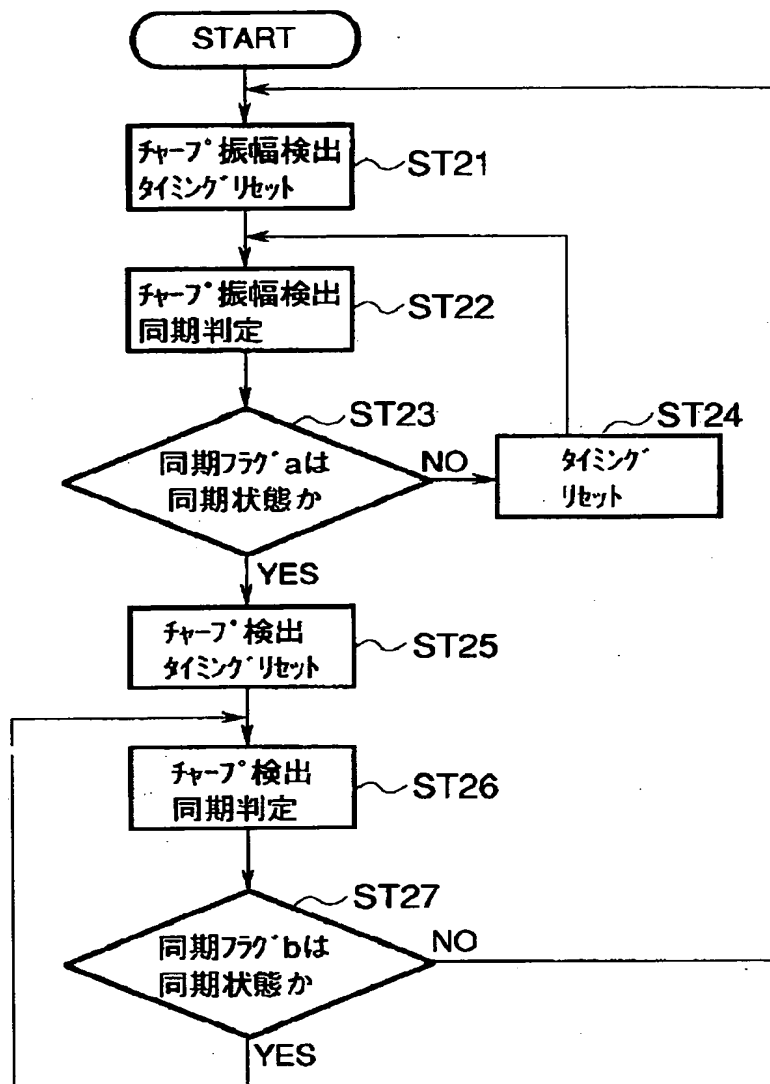 START
ﾁｬｰﾌﾟ振幅検出
ﾀｲﾐﾝｸﾞﾘｾｯﾄ
ST21
ﾁｬｰﾌﾟ振幅検出
同期判定
ST22
ST23
同期ﾌﾗｸﾞaは
同期状態か
NO
ST24
ﾀｲﾐﾝｸﾞ
ﾘｾｯﾄ
YES
ﾁｬｰﾌﾟ検出
ﾀｲﾐﾝｸﾞﾘｾｯﾄ
ST25
ﾁｬｰﾌﾟ検出
同期判定
ST26
ST27
同期ﾌﾗｸﾞbは
同期状態か
NO
YES